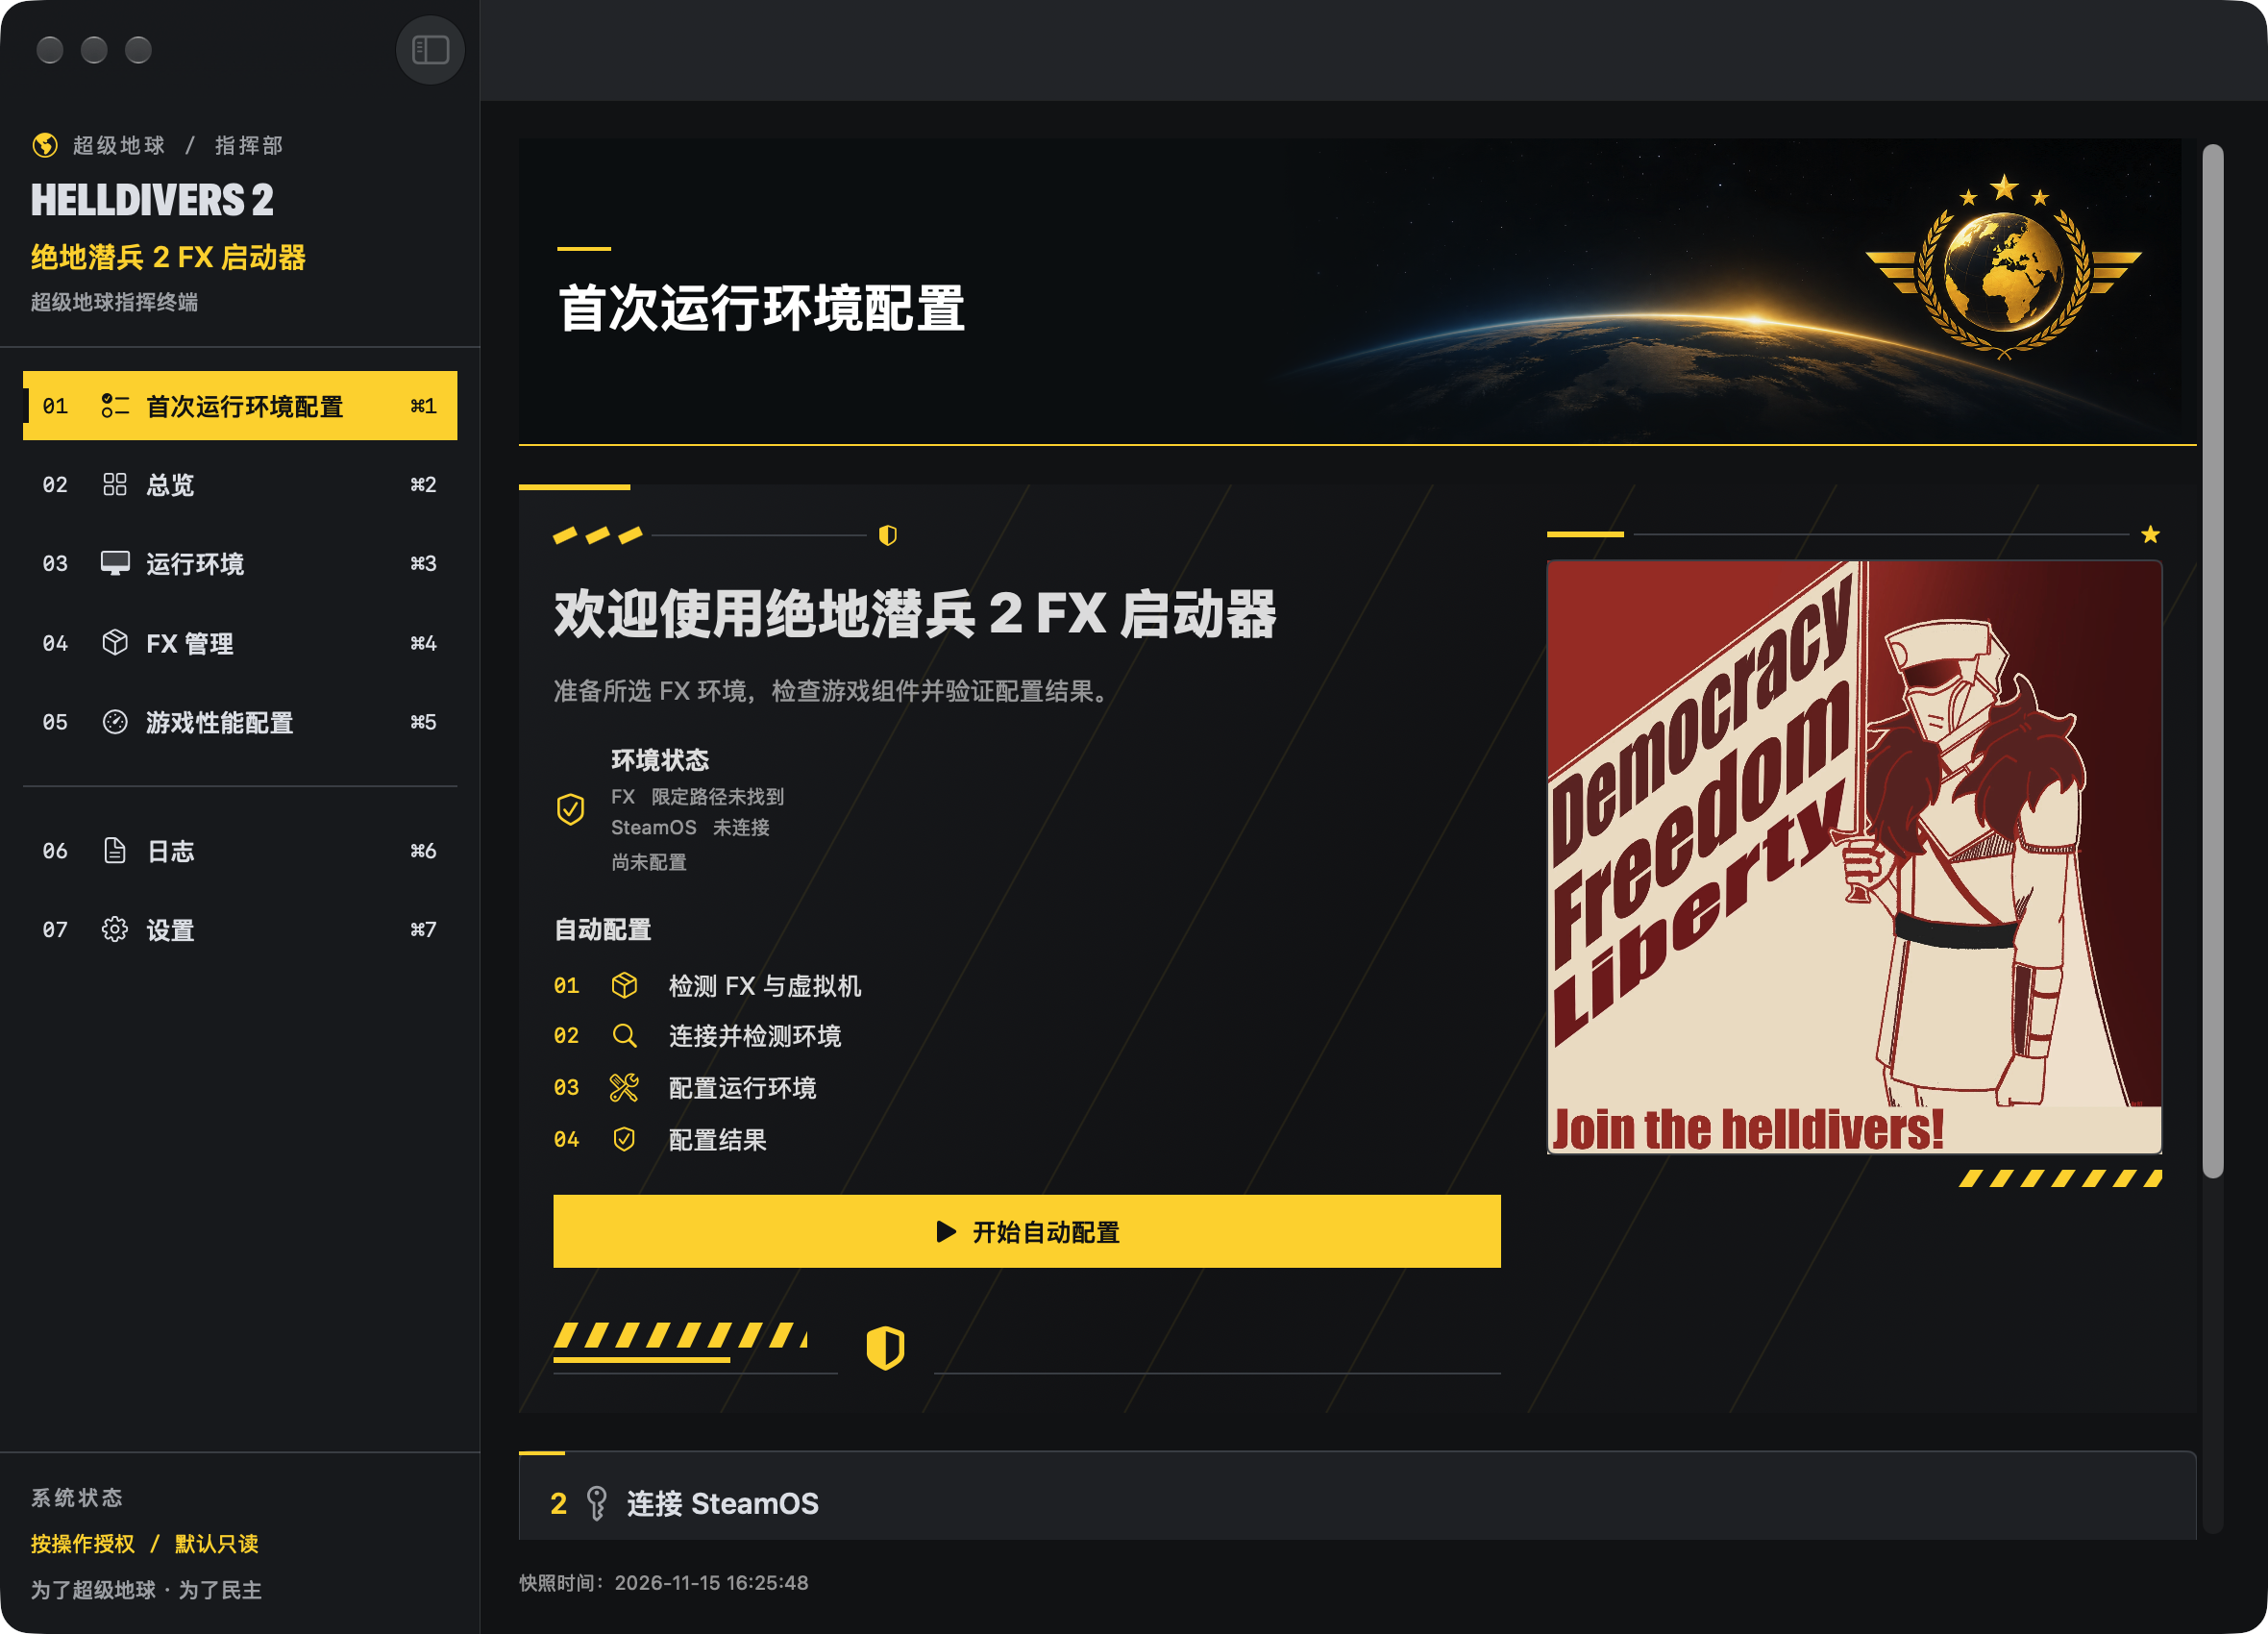 超级地球 / 指挥部
HELLDIVERS 2
绝地潜兵 2 FX 启动器
超级地球指挥终端
01 首次运行环境配置 ⌘1
02 总览 ⌘2
03 运行环境 ⌘3
04 FX 管理 ⌘4
05 游戏性能配置 ⌘5
06 日志 ⌘6
07 设置 ⌘7
系统状态
按操作授权 / 默认只读
为了超级地球 · 为了民主
首次运行环境配置
欢迎使用绝地潜兵 2 FX 启动器
准备所选 FX 环境，检查游戏组件并验证配置结果。
环境状态
FX 限定路径未找到
SteamOS 未连接
尚未配置
自动配置
01 检测 FX 与虚拟机
02 连接并检测环境
03 配置运行环境
04 配置结果
开始自动配置
Democracy
Freedom
Liberty
Join the helldivers!
2 连接 SteamOS
快照时间：2026-11-15 16:25:48